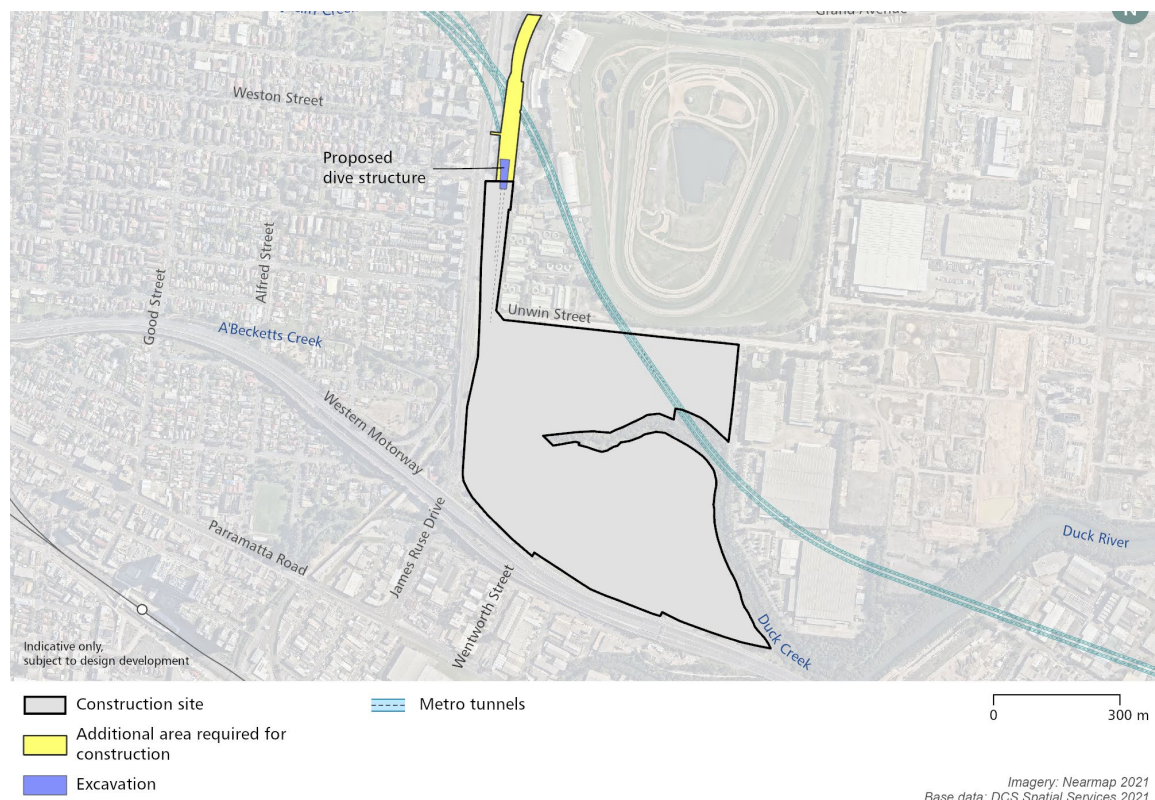 Grand Avenue
N
Weston Street
Proposed
dive structure
Alfred Street
Good Street
Unwin Street
A'Becketts Creek
Western Motorway
Parramatta Road
James Ruse Drive
Wentworth Street
Duck River
Duck Creek
Indicative only,
subject to design development
Construction site
Metro tunnels
Additional area required for
construction
Excavation
0
300 m
Imagery: Nearmap 2021
Base data: DCS Spatial Services 2021